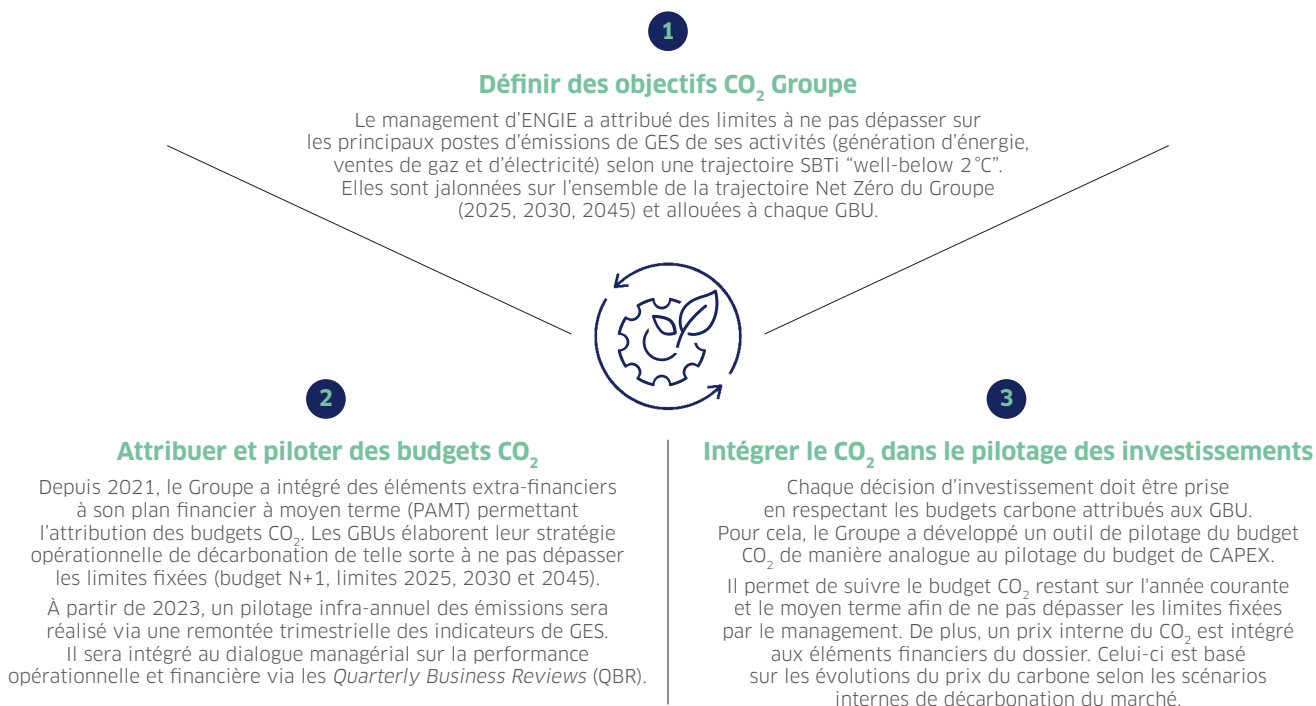 1
Définir des objectifs CO₂ Groupe
Le management d’ENGIE a attribué des limites à ne pas dépasser sur
les principaux postes d’émissions de GES de ses activités (génération d’énergie,
ventes de gaz et d’électricité) selon une trajectoire SBTi “well-below 2 °C”.
Elles sont jalonnées sur l’ensemble de la trajectoire Net Zéro du Groupe
(2025, 2030, 2045) et allouées à chaque GBU.
2
Attribuer et piloter des budgets CO₂
Depuis 2021, le Groupe a intégré des éléments extra-financiers
à son plan financier à moyen terme (PAMT) permettant
l’attribution des budgets CO₂. Les GBUs élaborent leur stratégie
opérationnelle de décarbonation de telle sorte à ne pas dépasser
les limites fixées (budget N+1, limites 2025, 2030 et 2045).
À partir de 2023, un pilotage infra-annuel des émissions sera
réalisé via une remontée trimestrielle des indicateurs de GES.
Il sera intégré au dialogue managérial sur la performance
opérationnelle et financière via les Quarterly Business Reviews (QBR).
3
Intégrer le CO₂ dans le pilotage des investissements
Chaque décision d’investissement doit être prise
en respectant les budgets carbone attribués aux GBU.
Pour cela, le Groupe a développé un outil de pilotage du budget
CO₂ de manière analogue au pilotage du budget de CAPEX.
Il permet de suivre le budget CO₂ restant sur l'année courante
et le moyen terme afin de ne pas dépasser les limites fixées
par le management. De plus, un prix interne du CO₂ est intégré
aux éléments financiers du dossier. Celui-ci est basé
sur les évolutions du prix du carbone selon les scénarios
internes de décarbonation du marché.